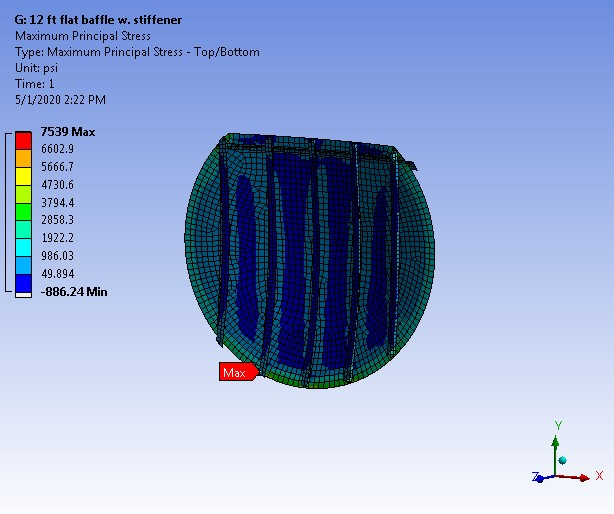 G: 12 ft flat baffle w. stiffener
Maximum Principal Stress
Type: Maximum Principal Stress - Top/Bottom
Unit: psi
Time: 1
5/1/2020 2:22 PM
7539 Max
6602.9
5666.7
4730.6
3794.4
2858.3
1922.2
986.03
49.894
-886.24 Min
Max
Y
Z
X